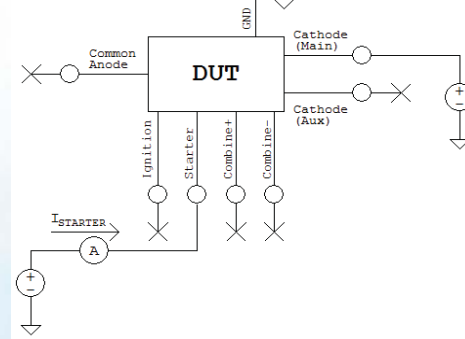 GND
Common
Anode
DUT
Cathode
(Main)
Cathode
(Aux)
Ignition
Starter
Combine+
Combine-
ISTARTER
A
+
−
+
−